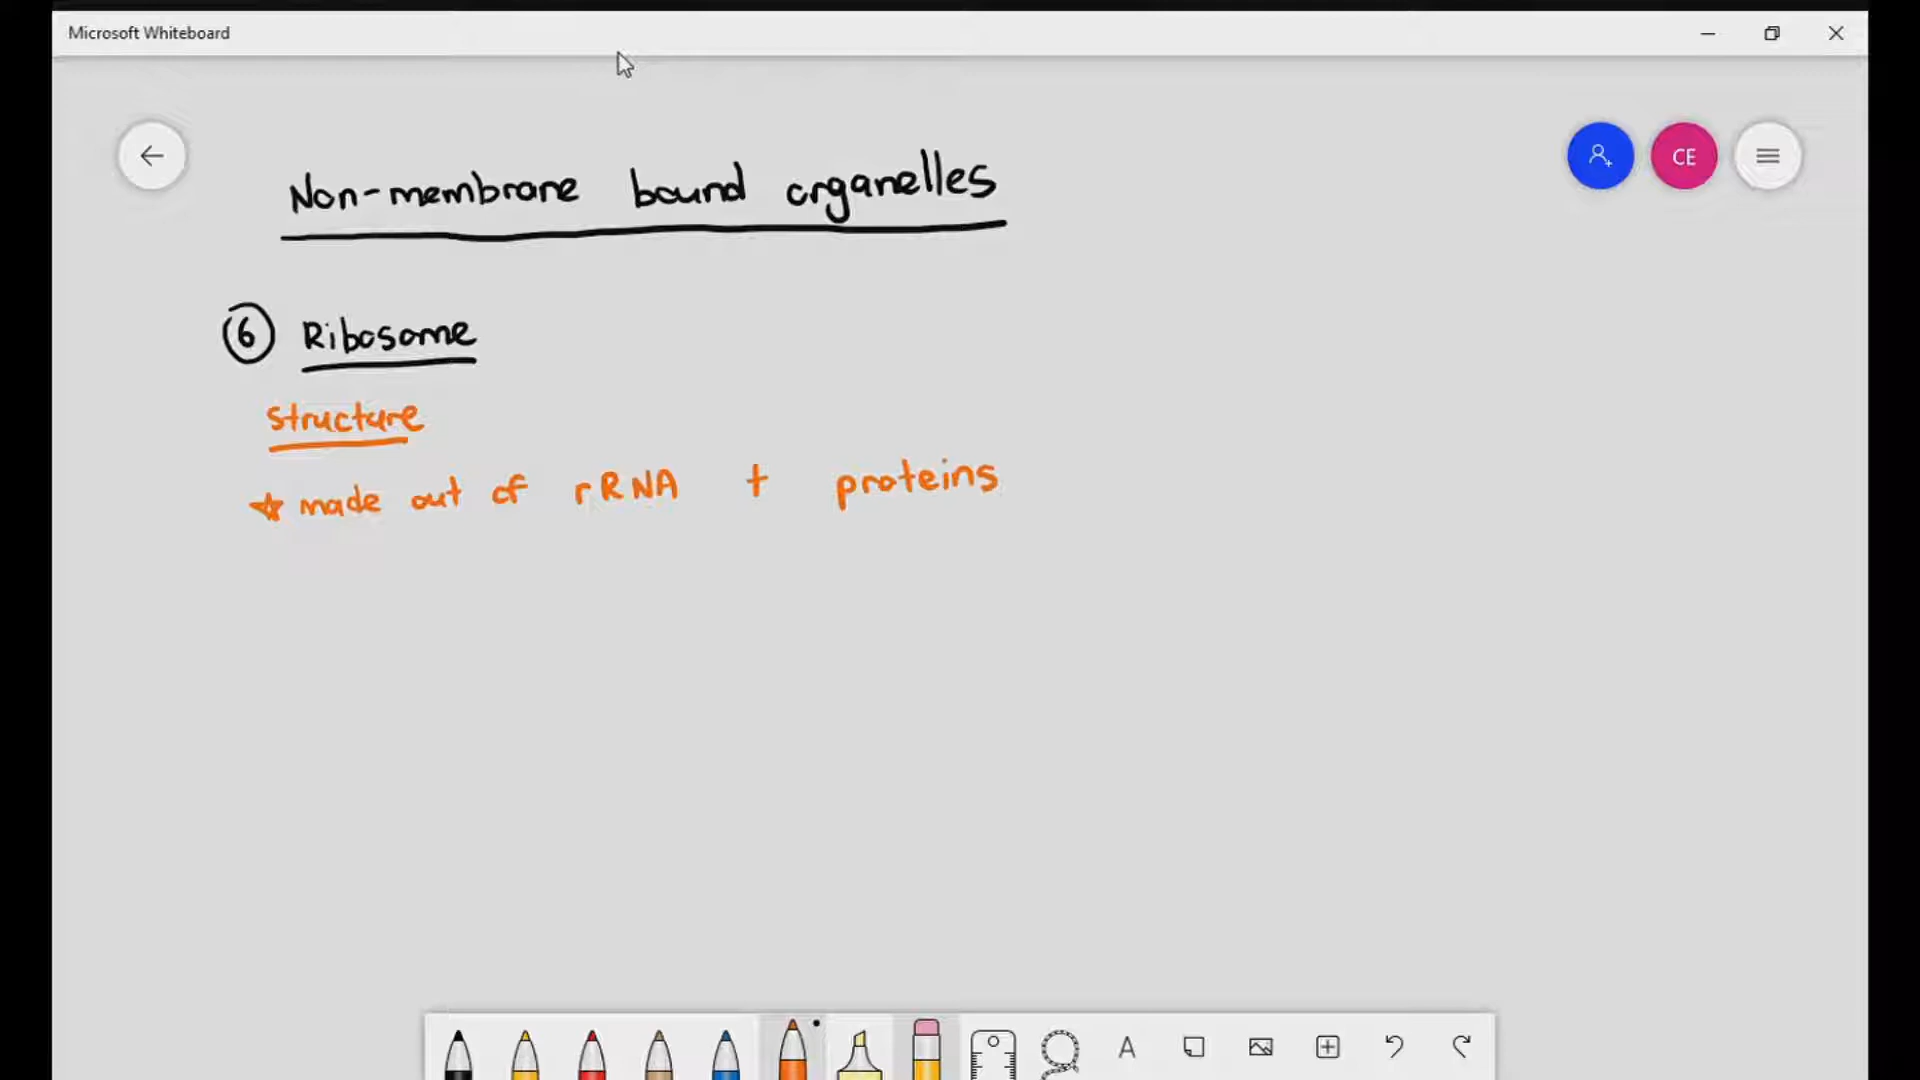 Microsoft Whiteboard
CE
Non-membrane bound organelles
6 Ribosome
structure
☆ made out of rRNA + proteins
A